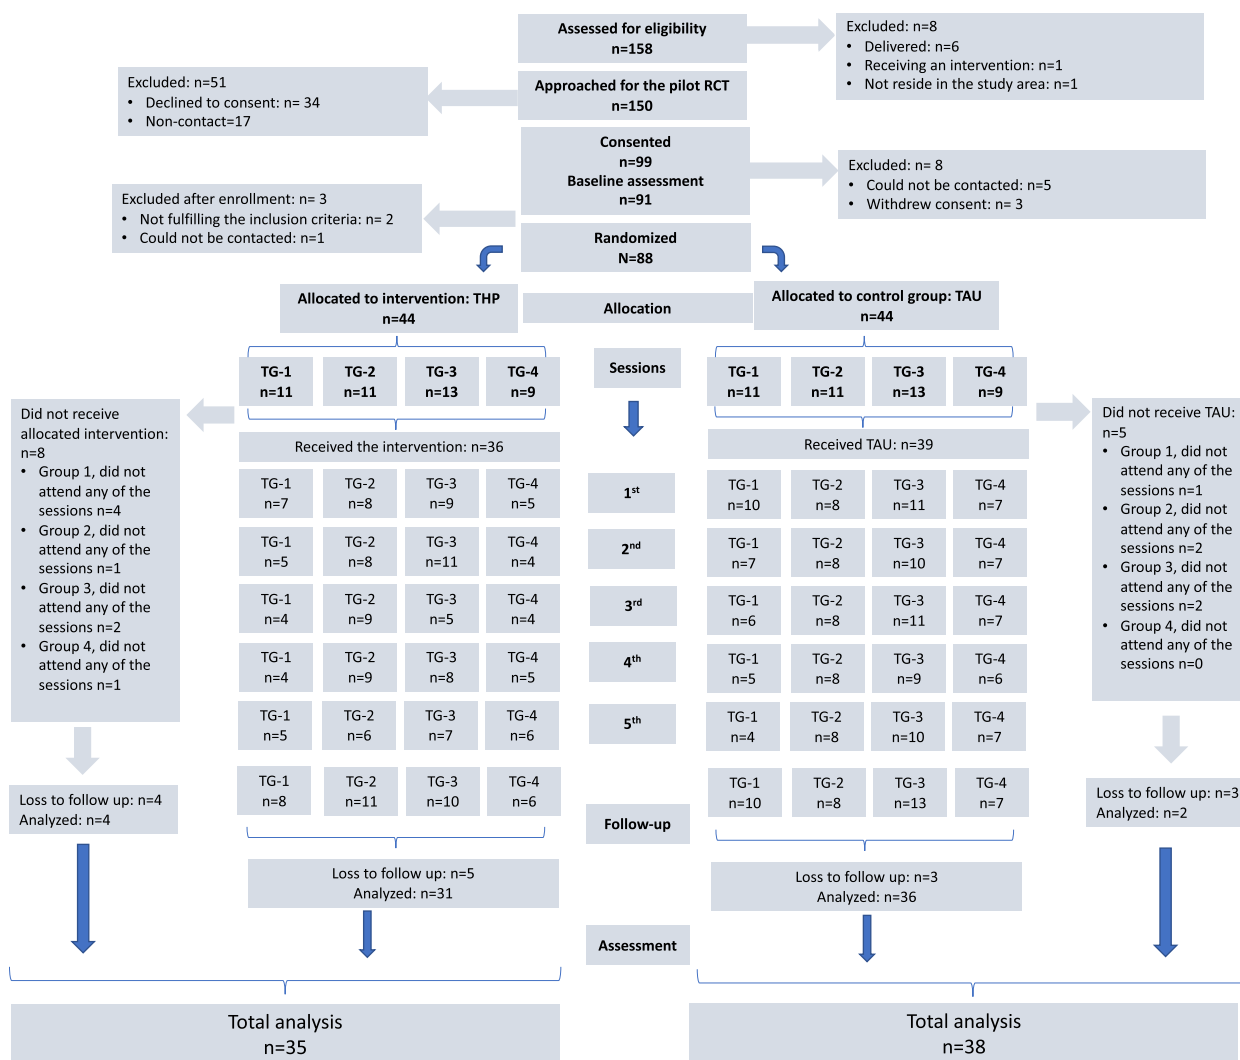 Assessed for eligibility
n=158
Excluded: n=8
• Delivered: n=6
• Receiving an intervention: n=1
• Not reside in the study area: n=1
Approached for the pilot RCT
n=150
Excluded: n=51
• Declined to consent: n= 34
• Non-contact=17
Consented
n=99
Baseline assessment
n=91
Excluded: n= 8
• Could not be contacted: n=5
• Withdrew consent: n= 3
Excluded after enrollment: n= 3
• Not fulfilling the inclusion criteria: n= 2
• Could not be contacted: n=1
Randomized
N=88
Allocated to intervention: THP
n=44
Allocation
Allocated to control group: TAU
n=44
TG-1
n=11
TG-2
n=11
TG-3
n=13
TG-4
n=9
Sessions
TG-1
n=11
TG-2
n=11
TG-3
n=13
TG-4
n=9
Did not receive
allocated intervention:
n=8
• Group 1, did not
attend any of the
sessions n=4
• Group 2, did not
attend any of the
sessions n=1
• Group 3, did not
attend any of the
sessions n=2
• Group 4, did not
attend any of the
sessions n=1
Received the intervention: n=36
Received TAU: n=39
Did not receive TAU:
n=5
• Group 1, did not
attend any of the
sessions n=1
• Group 2, did not
attend any of the
sessions n=2
• Group 3, did not
attend any of the
sessions n=2
• Group 4, did not
attend any of the
sessions n=0
TG-1
n=7
TG-2
n=8
TG-3
n=9
TG-4
n=5
1st
TG-1
n=10
TG-2
n=8
TG-3
n=11
TG-4
n=7
TG-1
n=5
TG-2
n=8
TG-3
n=11
TG-4
n=4
2nd
TG-1
n=7
TG-2
n=8
TG-3
n=10
TG-4
n=7
TG-1
n=4
TG-2
n=9
TG-3
n=5
TG-4
n=4
3rd
TG-1
n=6
TG-2
n=8
TG-3
n=11
TG-4
n=7
TG-1
n=4
TG-2
n=9
TG-3
n=8
TG-4
n=5
4th
TG-1
n=5
TG-2
n=8
TG-3
n=9
TG-4
n=6
TG-1
n=5
TG-2
n=6
TG-3
n=7
TG-4
n=6
5th
TG-1
n=4
TG-2
n=8
TG-3
n=10
TG-4
n=7
TG-1
n=8
TG-2
n=11
TG-3
n=10
TG-4
n=6
Follow-up
TG-1
n=10
TG-2
n=8
TG-3
n=13
TG-4
n=7
Loss to follow up: n=4
Analyzed: n=4
Loss to follow up: n=3
Analyzed: n=2
Loss to follow up: n=5
Analyzed: n=31
Loss to follow up: n=3
Analyzed: n=36
Assessment
Total analysis
n=35
Total analysis
n=38